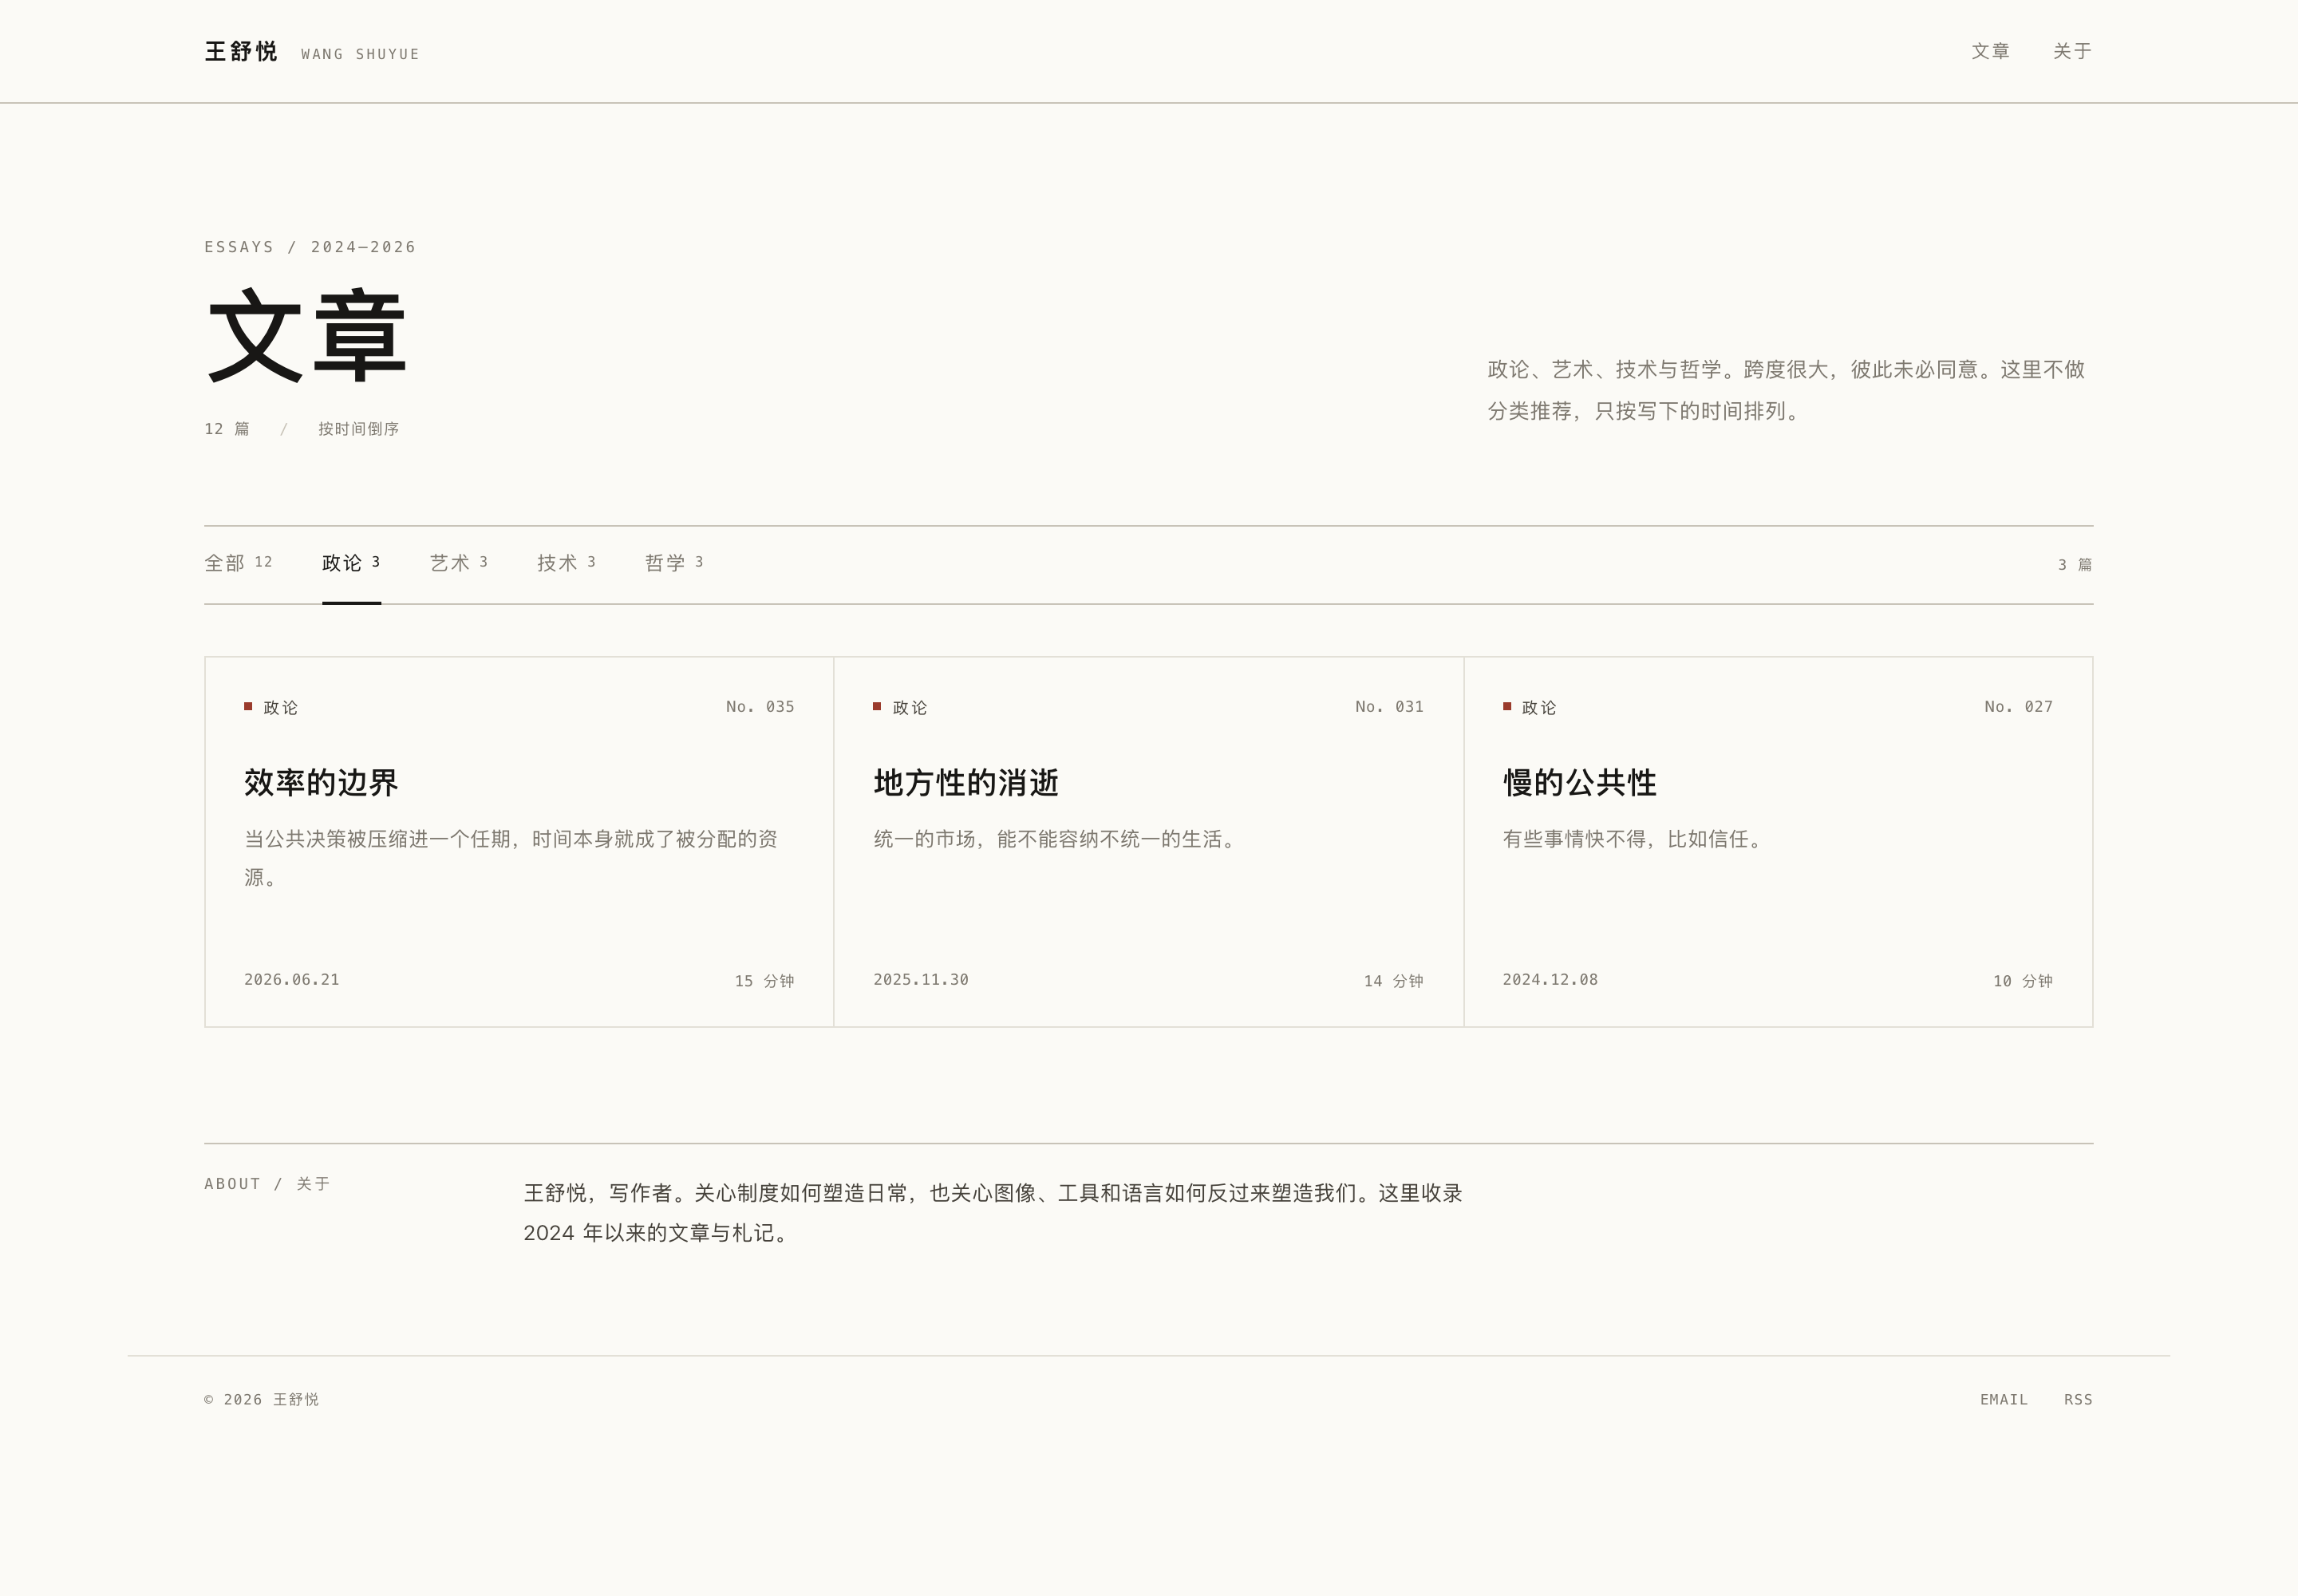 王舒悦 WANG SHUYUE
文章 关于
ESSAYS / 2024—2026
文章
12 篇 / 按时间倒序
政论、艺术、技术与哲学。跨度很大，彼此未必同意。这里不做
分类推荐，只按写下的时间排列。
全部 12 政论 3 艺术 3 技术 3 哲学 3
3 篇
政论 No. 035
效率的边界
当公共决策被压缩进一个任期，时间本身就成了被分配的资
源。
2026.06.21 15 分钟
政论 No. 031
地方性的消逝
统一的市场，能不能容纳不统一的生活。
2025.11.30 14 分钟
政论 No. 027
慢的公共性
有些事情快不得，比如信任。
2024.12.08 10 分钟
ABOUT / 关于
王舒悦，写作者。关心制度如何塑造日常，也关心图像、工具和语言如何反过来塑造我们。这里收录
2024 年以来的文章与札记。
© 2026 王舒悦
EMAIL RSS